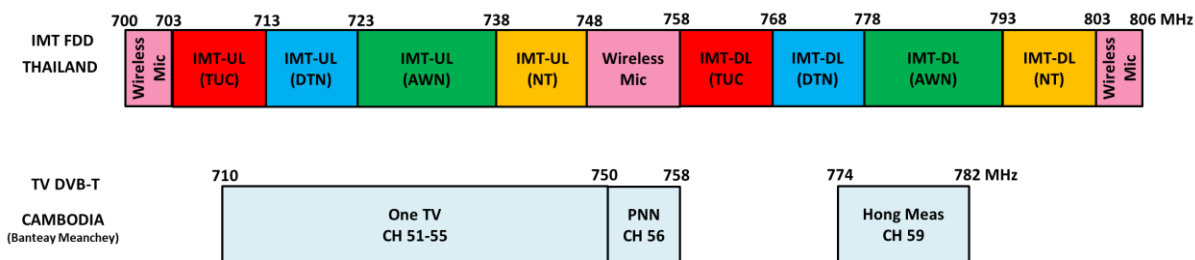 700 703 713 723 738 748 758 768 778 793 803 806 MHz
IMT FDD
THAILAND
Wireless
Mic
IMT-UL
(TUC)
IMT-UL
(DTN)
IMT-UL
(AWN)
IMT-UL
(NT)
Wireless
Mic
IMT-DL
(TUC
IMT-DL
(DTN)
IMT-DL
(AWN)
IMT-DL
(NT)
Wireless
Mic
710 750 758 774 782 MHz
TV DVB-T
CAMBODIA
(Banteay Meanchey)
One TV
CH 51-55
PNN
CH 56
Hong Meas
CH 59